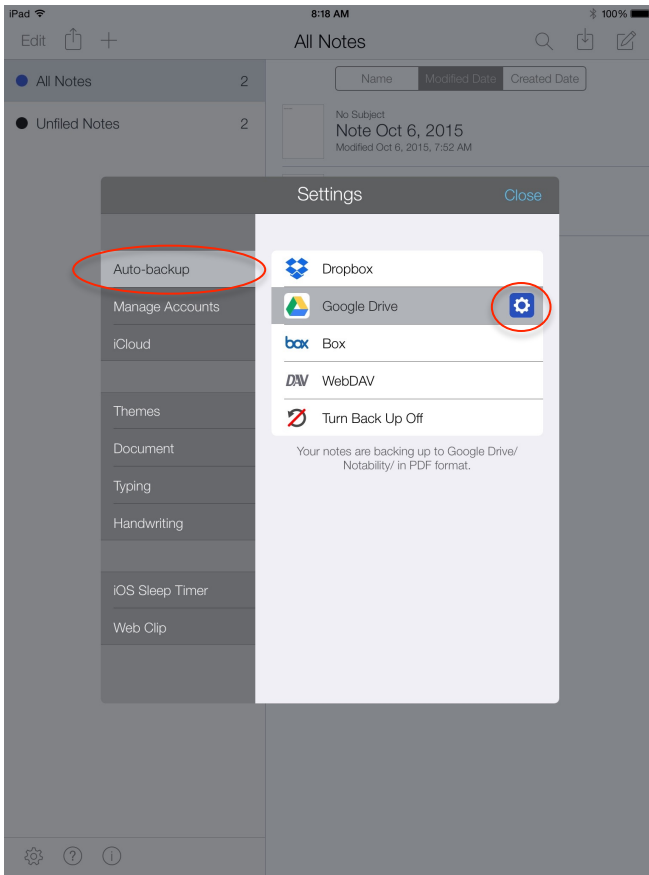 iPad
8:18 AM
100%
Edit
All Notes
All Notes 2
Unfiled Notes 2
Name Modified Date Created Date
No Subject
Note Oct 6, 2015
Modified Oct 6, 2015, 7:52 AM
Settings
Close
Auto-backup
Manage Accounts
iCloud
Themes
Document
Typing
Handwriting
iOS Sleep Timer
Web Clip
Dropbox
Google Drive
box Box
DAV WebDAV
Turn Back Up Off
Your notes are backing up to Google Drive/
Notability/ in PDF format.